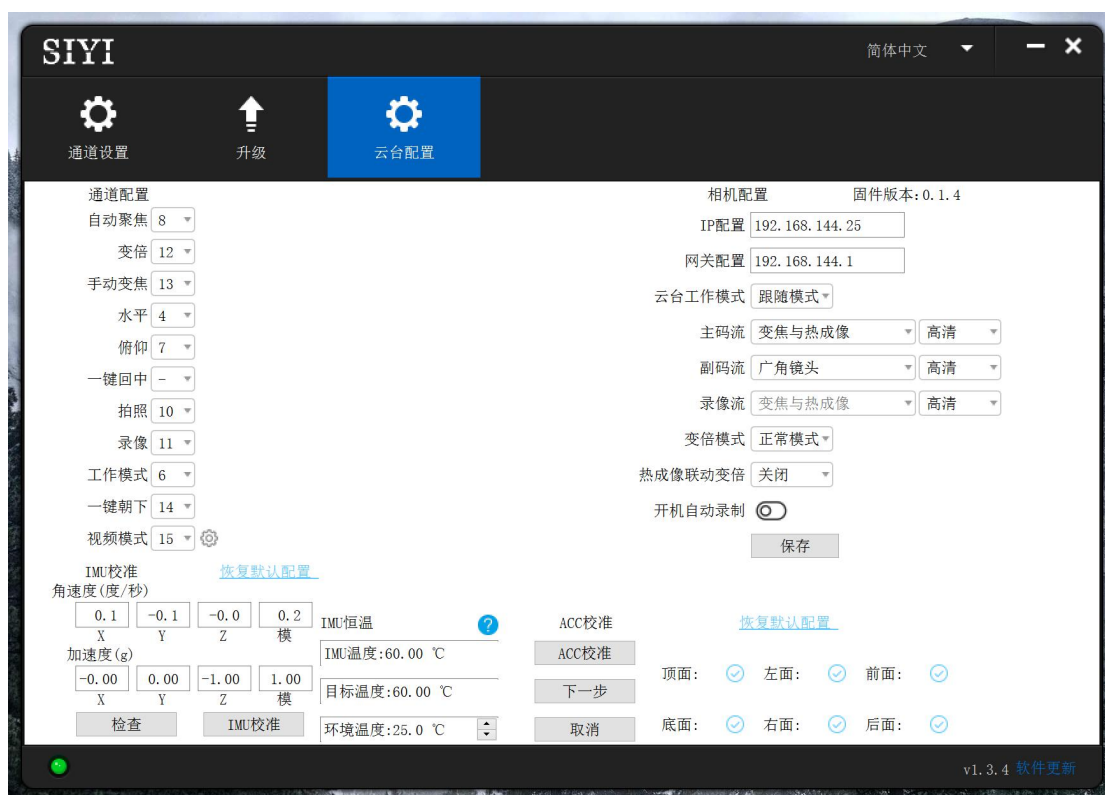 SIYI
简体中文
通道设置 升级 云台配置
通道配置
自动聚焦 8
变倍 12
手动变焦 13
水平 4
俯仰 7
一键回中 -
拍照 10
录像 11
工作模式 6
一键朝下 14
视频模式 15
相机配置 固件版本:0.1.4
IP配置 192.168.144.25
网关配置 192.168.144.1
云台工作模式 跟随模式
主码流 变焦与热成像 高清
副码流 广角镜头 高清
录像流 变焦与热成像 高清
变倍模式 正常模式
热成像联动变倍 关闭
开机自动录制
保存
IMU校准 恢复默认配置
角速度(度/秒)
0.1 -0.1 -0.0 0.2
X Y Z 模
加速度(g)
-0.00 0.00 -1.00 1.00
X Y Z 模
检查 IMU校准
IMU恒温 ?
IMU温度:60.00 ℃
目标温度:60.00 ℃
环境温度:25.0 ℃
ACC校准 恢复默认配置
ACC校准
下一步
取消
顶面: 左面: 前面:
底面: 右面: 后面:
v1.3.4 软件更新